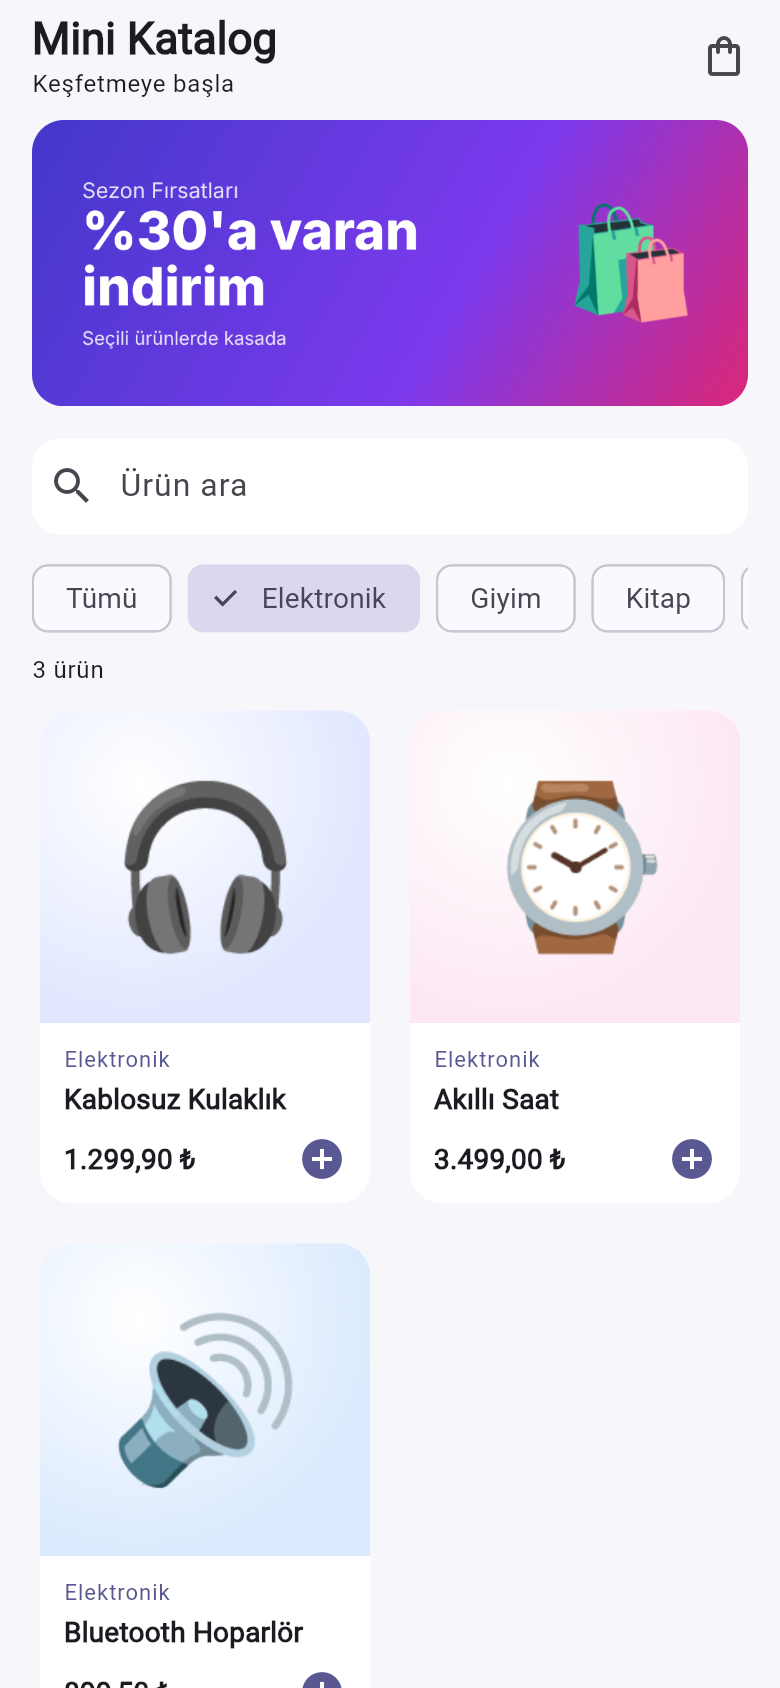 Mini Katalog
Keşfetmeye başla
Sezon Fırsatları
%30'a varan
indirim
Seçili ürünlerde kasada
Ürün ara
Tümü
Elektronik
Giyim
Kitap
3 ürün
Elektronik
Kablosuz Kulaklık
1.299,90 ₺
Elektronik
Akıllı Saat
3.499,00 ₺
Elektronik
Bluetooth Hoparlör